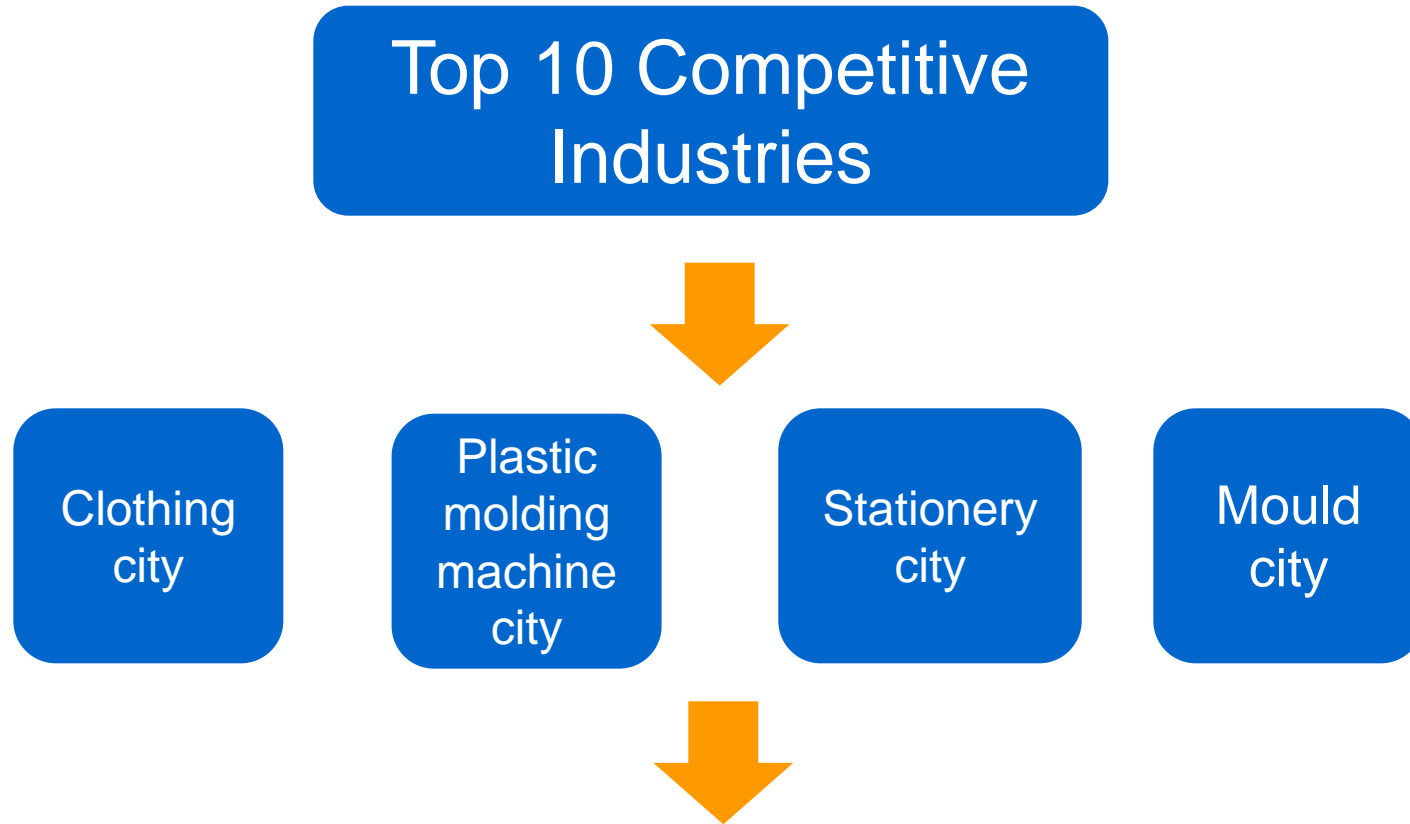 Top 10 Competitive
Industries
Clothing
city
Plastic
molding
machine
city
Stationery
city
Mould
city